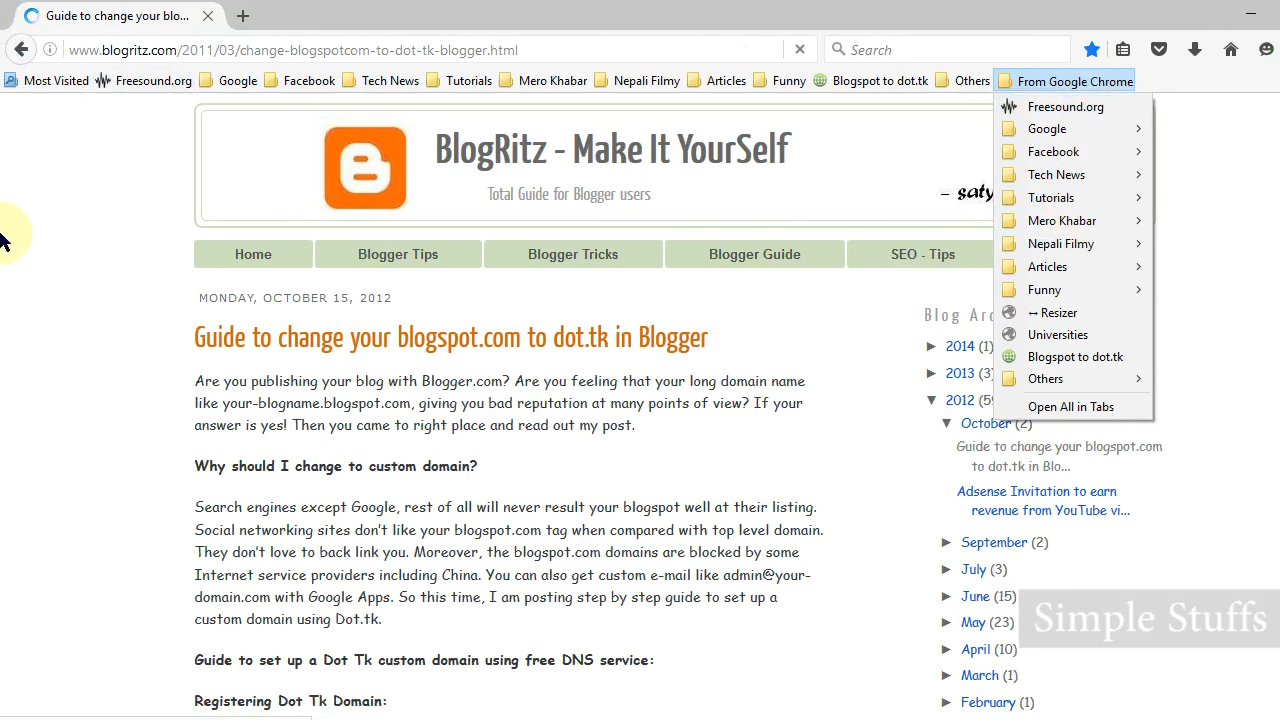 Guide to change your blo...
www.blogritz.com/2011/03/change-blogspotcom-to-dot-tk-blogger.html
Search
Most Visited Freesound.org Google Facebook Tech News Tutorials Mero Khabar Nepali Filmy Articles Funny Blogspot to dot.tk Others From Google Chrome
Freesound.org
Google
Facebook
Tech News
Tutorials
Mero Khabar
Nepali Filmy
Articles
Funny
↔ Resizer
Universities
Blogspot to dot.tk
Others
Open All in Tabs
BlogRitz - Make It YourSelf
Total Guide for Blogger users
Home Blogger Tips Blogger Tricks Blogger Guide SEO - Tips
MONDAY, OCTOBER 15, 2012
Guide to change your blogspot.com to dot.tk in Blogger
Are you publishing your blog with Blogger.com? Are you feeling that your long domain name
like your-blogname.blogspot.com, giving you bad reputation at many points of view? If your
answer is yes! Then you came to right place and read out my post.
Why should I change to custom domain?
Search engines except Google, rest of all will never result your blogspot well at their listing.
Social networking sites don't like your blogspot.com tag when compared with top level domain.
They don't love to back link you. Moreover, the blogspot.com domains are blocked by some
Internet service providers including China. You can also get custom e-mail like admin@your-
domain.com with Google Apps. So this time, I am posting step by step guide to set up a
custom domain using Dot.tk.
Guide to set up a Dot Tk custom domain using free DNS service:
Registering Dot Tk Domain:
2014 (1)
2013 (3)
2012
October (2)
Guide to change your blogspot.com
to dot.tk in Blo...
Adsense Invitation to earn
revenue from YouTube vi...
September (2)
July (3)
June (15)
May (23)
April (10)
March (1)
February (1)
Simple Stuffs